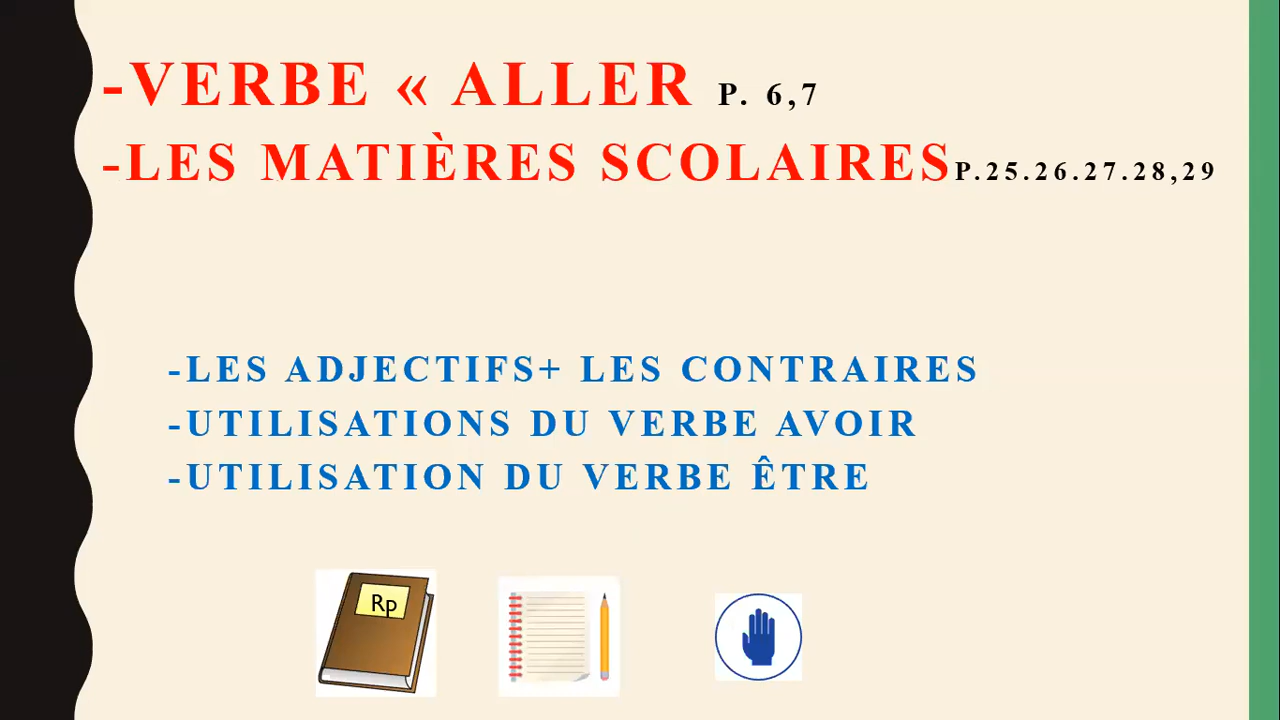 -VERBE « ALLER P. 6,7
-LES MATIÈRES SCOLAIRES P.25.26.27.28,29
-LES ADJECTIFS+ LES CONTRAIRES
-UTILISATIONS DU VERBE AVOIR
-UTILISATION DU VERBE ÊTRE
Rp